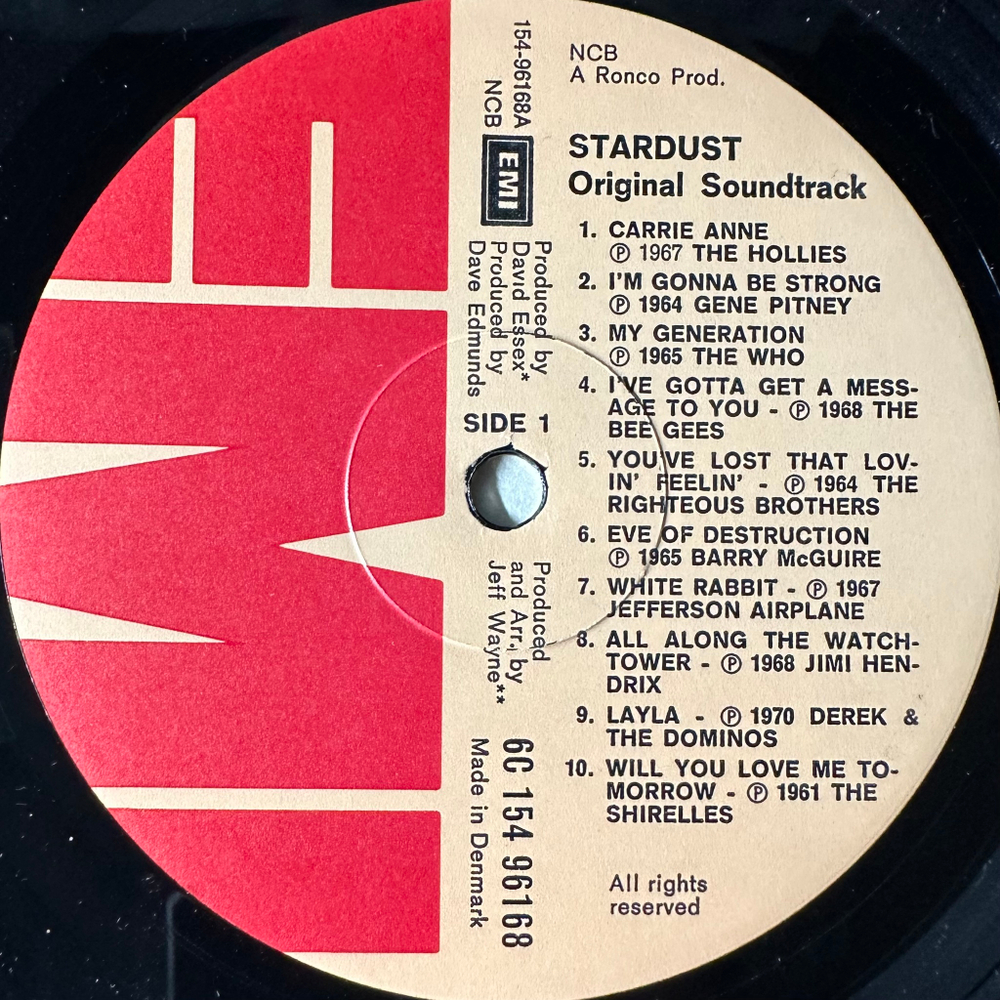 NCB
A Ronco Prod.
STARDUST
Original Soundtrack
1. CARRIE ANNE
Ⓟ 1967 THE HOLLIES
2. I'M GONNA BE STRONG
Ⓟ 1964 GENE PITNEY
3. MY GENERATION
Ⓟ 1965 THE WHO
4. I'VE GOTTA GET A MESS-
AGE TO YOU - Ⓟ 1968 THE
BEE GEES
5. YOU'VE LOST THAT LOV-
IN' FEELIN' - Ⓟ 1964 THE
RIGHTEOUS BROTHERS
6. EVE OF DESTRUCTION
Ⓟ 1965 BARRY McGUIRE
7. WHITE RABBIT - Ⓟ 1967
JEFFERSON AIRPLANE
8. ALL ALONG THE WATCH-
TOWER - Ⓟ 1968 JIMI HEN-
DRIX
9. LAYLA - Ⓟ 1970 DEREK &
THE DOMINOS
10. WILL YOU LOVE ME TO-
MORROW - Ⓟ 1961 THE
SHIRELLES
All rights
reserved
154-96168A
NCB
EMI
Produced by
David Essex*
Produced by
Dave Edmunds
SIDE 1
Produced
and Arr. by
Jeff Wayne**
6C 154 96168
Made in Denmark
EMI